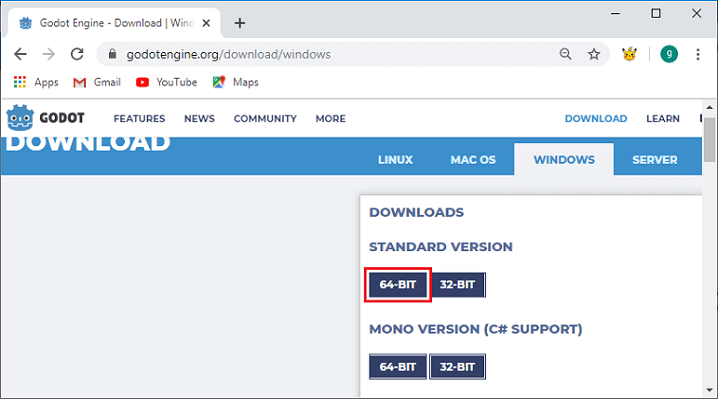 Godot Engine - Download | Wind
godotengine.org/download/windows
g
Apps Gmail YouTube Maps
GODOT FEATURES NEWS COMMUNITY MORE DOWNLOAD LEARN
DOWNLOAD
LINUX MAC OS WINDOWS SERVER
DOWNLOADS
STANDARD VERSION
64-BIT 32-BIT
MONO VERSION (C# SUPPORT)
64-BIT 32-BIT